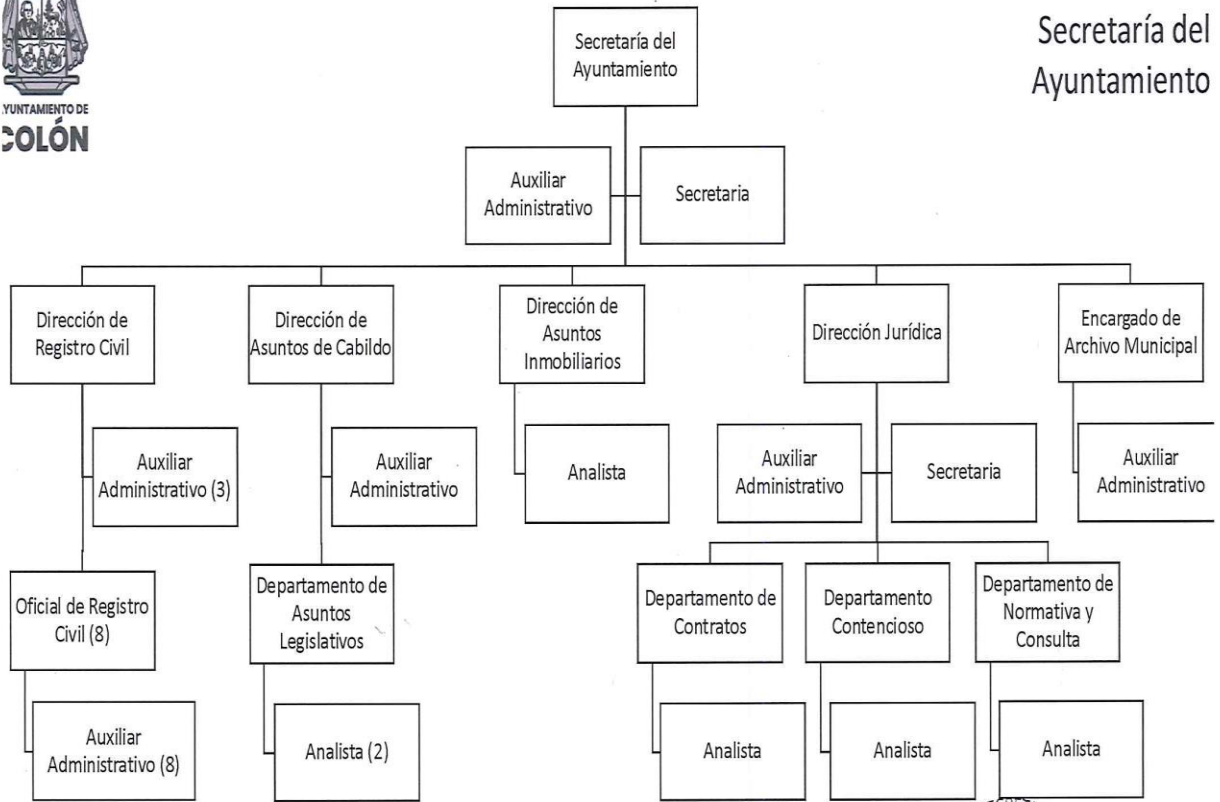 Secretaría del
Ayuntamiento
YUNTAMIENTO DE
COLÓN
Secretaría del
Ayuntamiento
Auxiliar
Administrativo
Secretaria
Dirección de
Registro Civil
Dirección de
Asuntos de Cabildo
Dirección de
Asuntos
Inmobiliarios
Dirección Jurídica
Encargado de
Archivo Municipal
Auxiliar
Administrativo (3)
Auxiliar
Administrativo
Analista
Auxiliar
Administrativo
Secretaria
Auxiliar
Administrativo
Oficial de Registro
Civil (8)
Departamento de
Asuntos
Legislativos
Departamento de
Contratos
Departamento
Contencioso
Departamento de
Normativa y
Consulta
Auxiliar
Administrativo (8)
Analista (2)
Analista
Analista
Analista